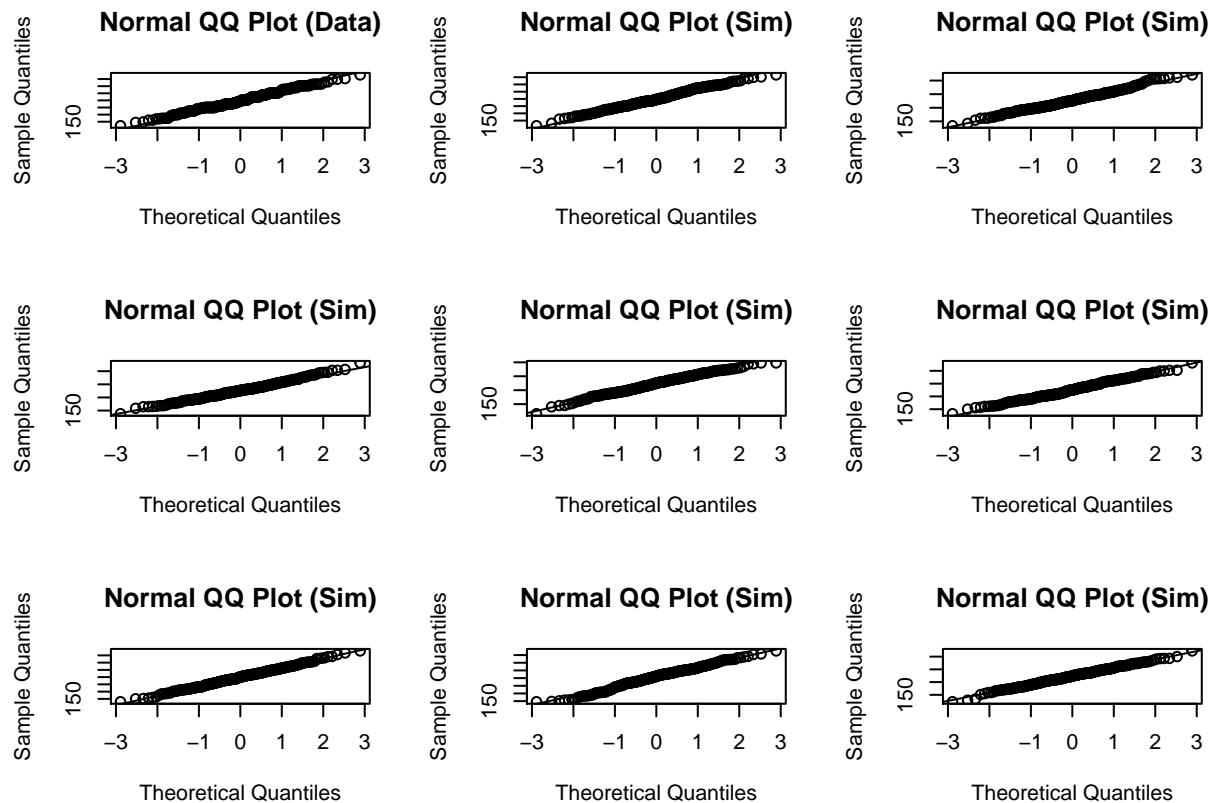 Normal QQ Plot (Data)
Sample Quantiles
150
−3 −1 0 1 2 3
Theoretical Quantiles
Normal QQ Plot (Sim)
Sample Quantiles
150
−3 −1 0 1 2 3
Theoretical Quantiles
Normal QQ Plot (Sim)
Sample Quantiles
150
−3 −1 0 1 2 3
Theoretical Quantiles
Normal QQ Plot (Sim)
Sample Quantiles
150
−3 −1 0 1 2 3
Theoretical Quantiles
Normal QQ Plot (Sim)
Sample Quantiles
150
−3 −1 0 1 2 3
Theoretical Quantiles
Normal QQ Plot (Sim)
Sample Quantiles
150
−3 −1 0 1 2 3
Theoretical Quantiles
Normal QQ Plot (Sim)
Sample Quantiles
150
−3 −1 0 1 2 3
Theoretical Quantiles
Normal QQ Plot (Sim)
Sample Quantiles
150
−3 −1 0 1 2 3
Theoretical Quantiles
Normal QQ Plot (Sim)
Sample Quantiles
150
−3 −1 0 1 2 3
Theoretical Quantiles